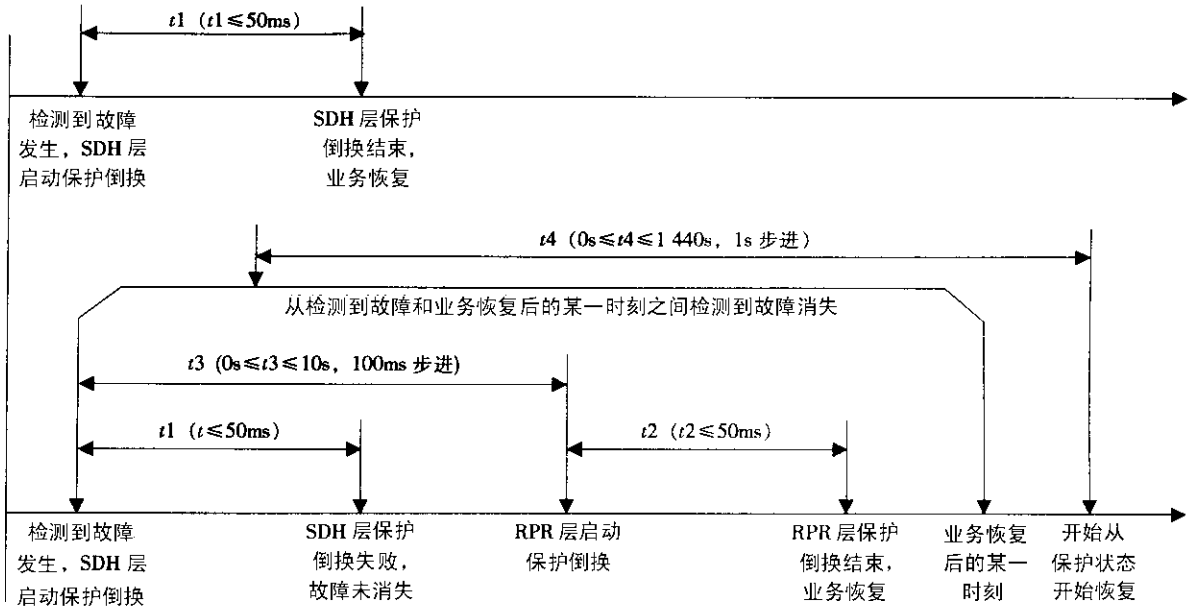 t1（t1≤50ms）
检测到故障
发生，SDH 层
启动保护倒换
SDH 层保护
倒换结束，
业务恢复
t4（0s≤t4≤1 440s，1s 步进）
从检测到故障和业务恢复后的某一时刻之间检测到故障消失
t3（0s≤t3≤10s，100ms 步进）
t1（t≤50ms）
t2（t2≤50ms）
检测到故障
发生，SDH 层
启动保护倒换
SDH 层保护
倒换失败，
故障未消失
RPR 层启动
保护倒换
RPR 层保护
倒换结束，
业务恢复
业务恢复
后的某一
时刻
开始从
保护状态
开始恢复